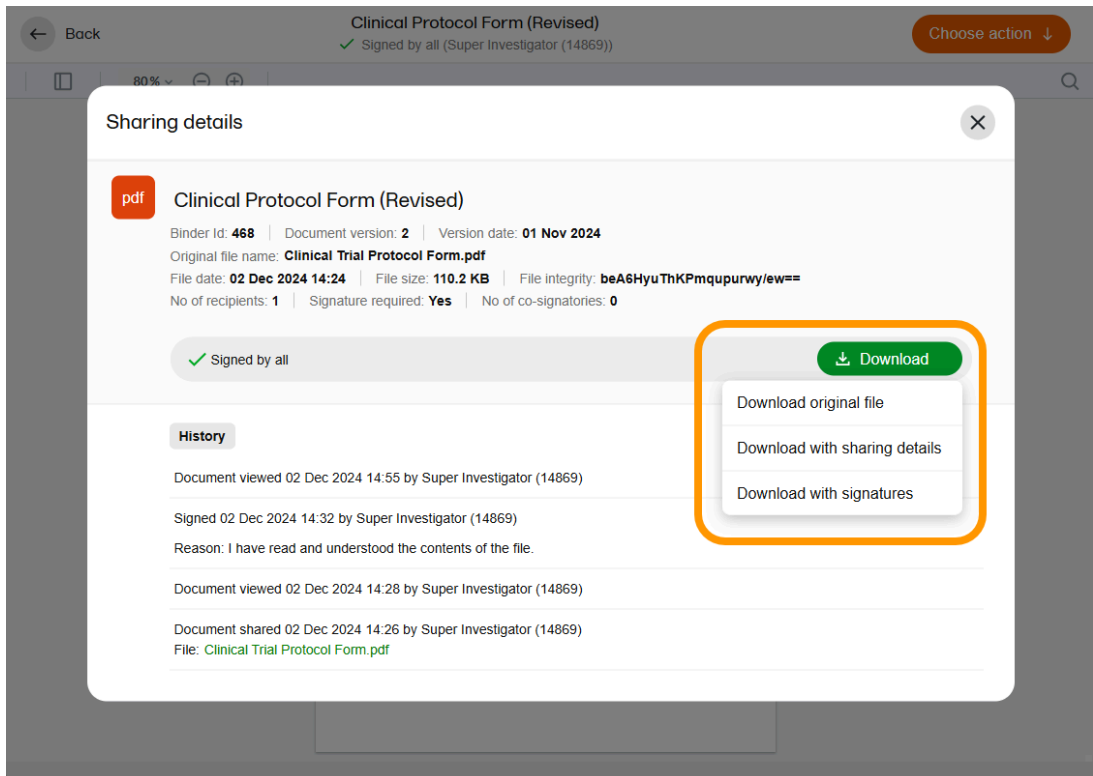 Back
Clinical Protocol Form (Revised)
Signed by all (Super Investigator (14869))
Choose action
80%
Sharing details
pdf
Clinical Protocol Form (Revised)
Binder Id: 468 Document version: 2 Version date: 01 Nov 2024
Original file name: Clinical Trial Protocol Form.pdf
File date: 02 Dec 2024 14:24 File size: 110.2 KB File integrity: beA6HyuThKPmqupurwy/ew==
No of recipients: 1 Signature required: Yes No of co-signatories: 0
Signed by all
Download
Download original file
Download with sharing details
Download with signatures
History
Document viewed 02 Dec 2024 14:55 by Super Investigator (14869)
Signed 02 Dec 2024 14:32 by Super Investigator (14869)
Reason: I have read and understood the contents of the file.
Document viewed 02 Dec 2024 14:28 by Super Investigator (14869)
Document shared 02 Dec 2024 14:26 by Super Investigator (14869)
File: Clinical Trial Protocol Form.pdf